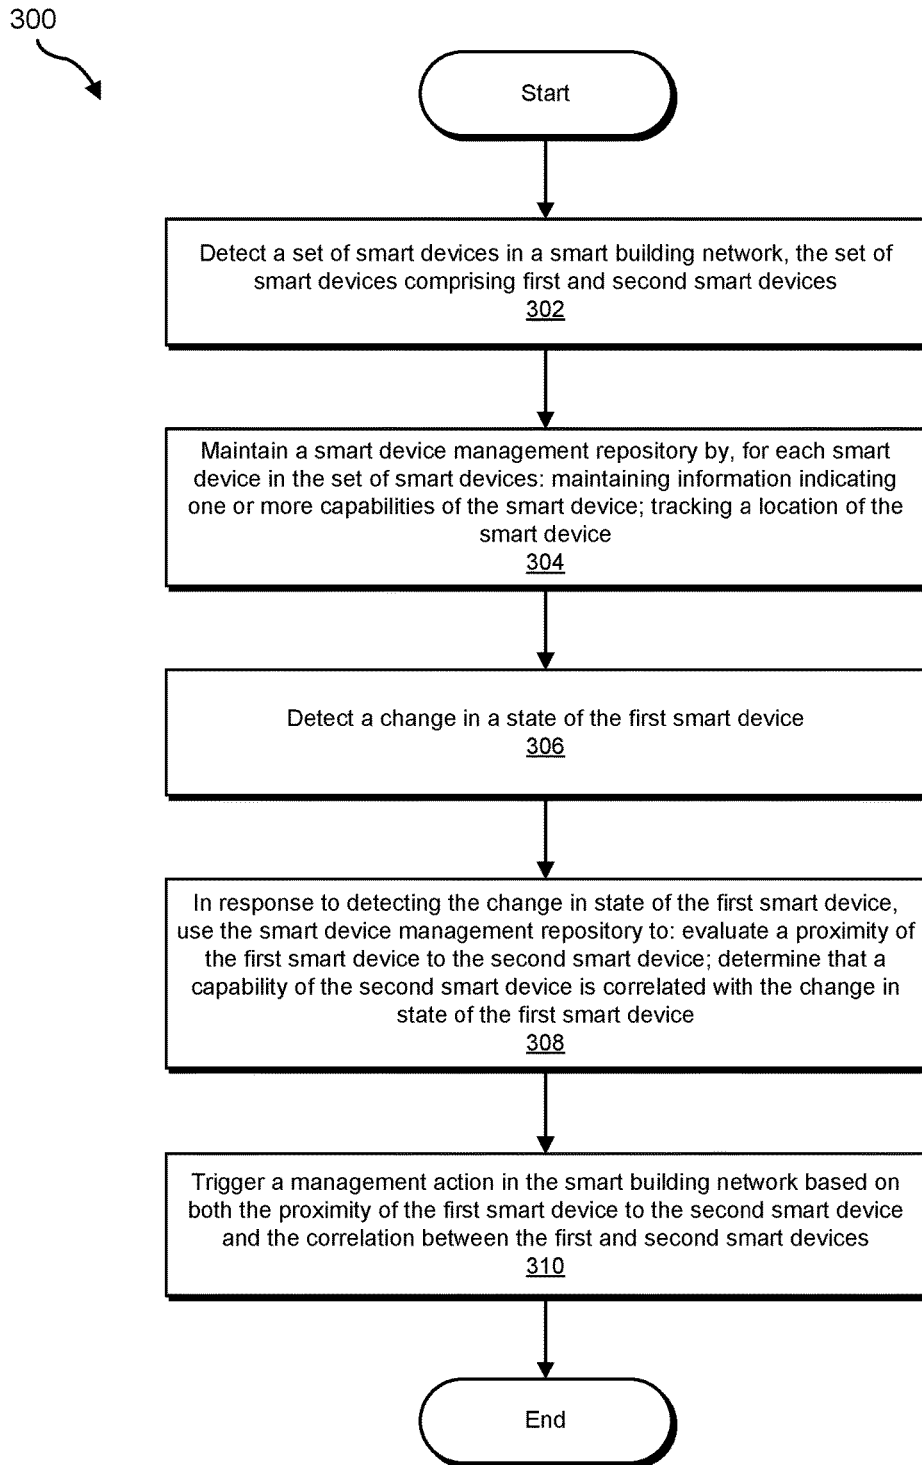 300
Start
Detect a set of smart devices in a smart building network, the set of
smart devices comprising first and second smart devices
302
Maintain a smart device management repository by, for each smart
device in the set of smart devices: maintaining information indicating
one or more capabilities of the smart device; tracking a location of the
smart device
304
Detect a change in a state of the first smart device
306
In response to detecting the change in state of the first smart device,
use the smart device management repository to: evaluate a proximity of
the first smart device to the second smart device; determine that a
capability of the second smart device is correlated with the change in
state of the first smart device
308
Trigger a management action in the smart building network based on
both the proximity of the first smart device to the second smart device
and the correlation between the first and second smart devices
310
End